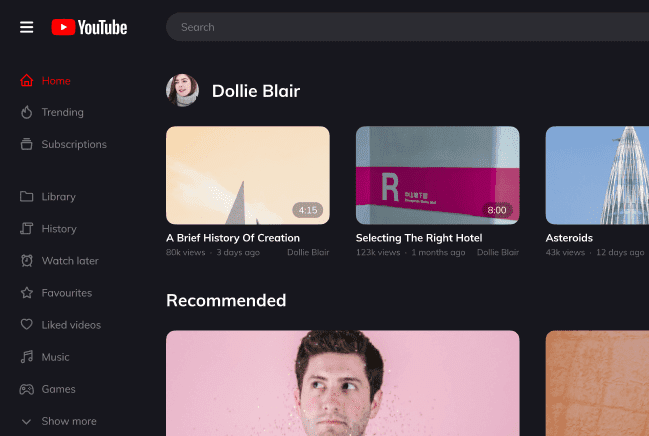 YouTube
Search
Home
Trending
Subscriptions
Library
History
Watch later
Favourites
Liked videos
Music
Games
Show more
Dollie Blair
4:15
A Brief History Of Creation
80k views · 3 days ago Dollie Blair
R
8:00
Selecting The Right Hotel
123k views · 1 months ago Dollie Blair
Asteroids
43k views · 12 days ago
Recommended